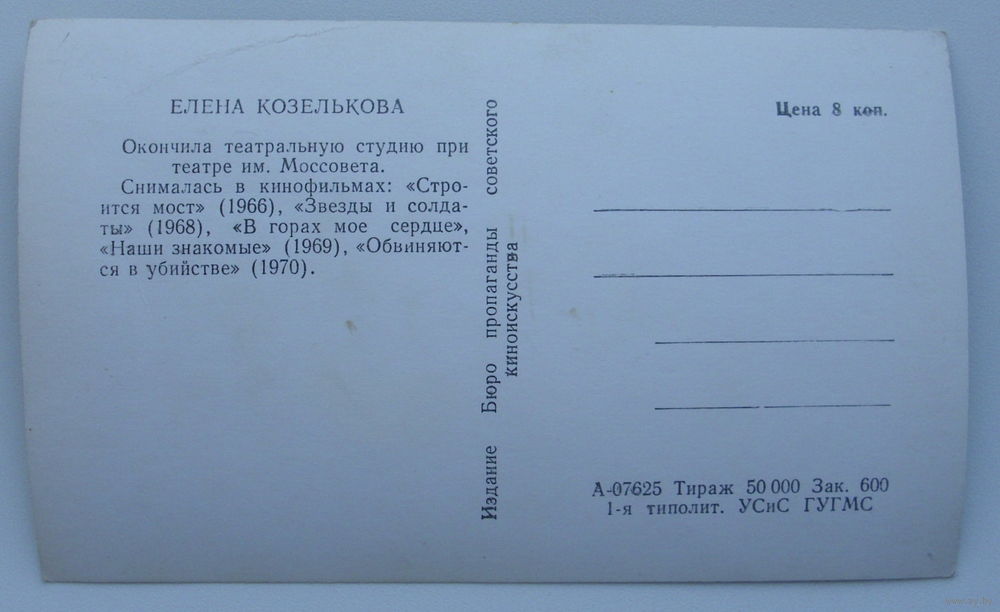 ЕЛЕНА КОЗЕЛЬКОВА
Окончила театральную студию при
театре им. Моссовета.
Снималась в кинофильмах: «Стро-
ится мост» (1966), «Звезды и солда-
ты» (1968), «В горах мое сердце»,
«Наши знакомые» (1969), «Обвиняют-
ся в убийстве» (1970).
Издание Бюро пропаганды советского
киноискусства
Цена 8 коп.
А-07625 Тираж 50 000 Зак. 600
1-я типолит. УСиС ГУГМС